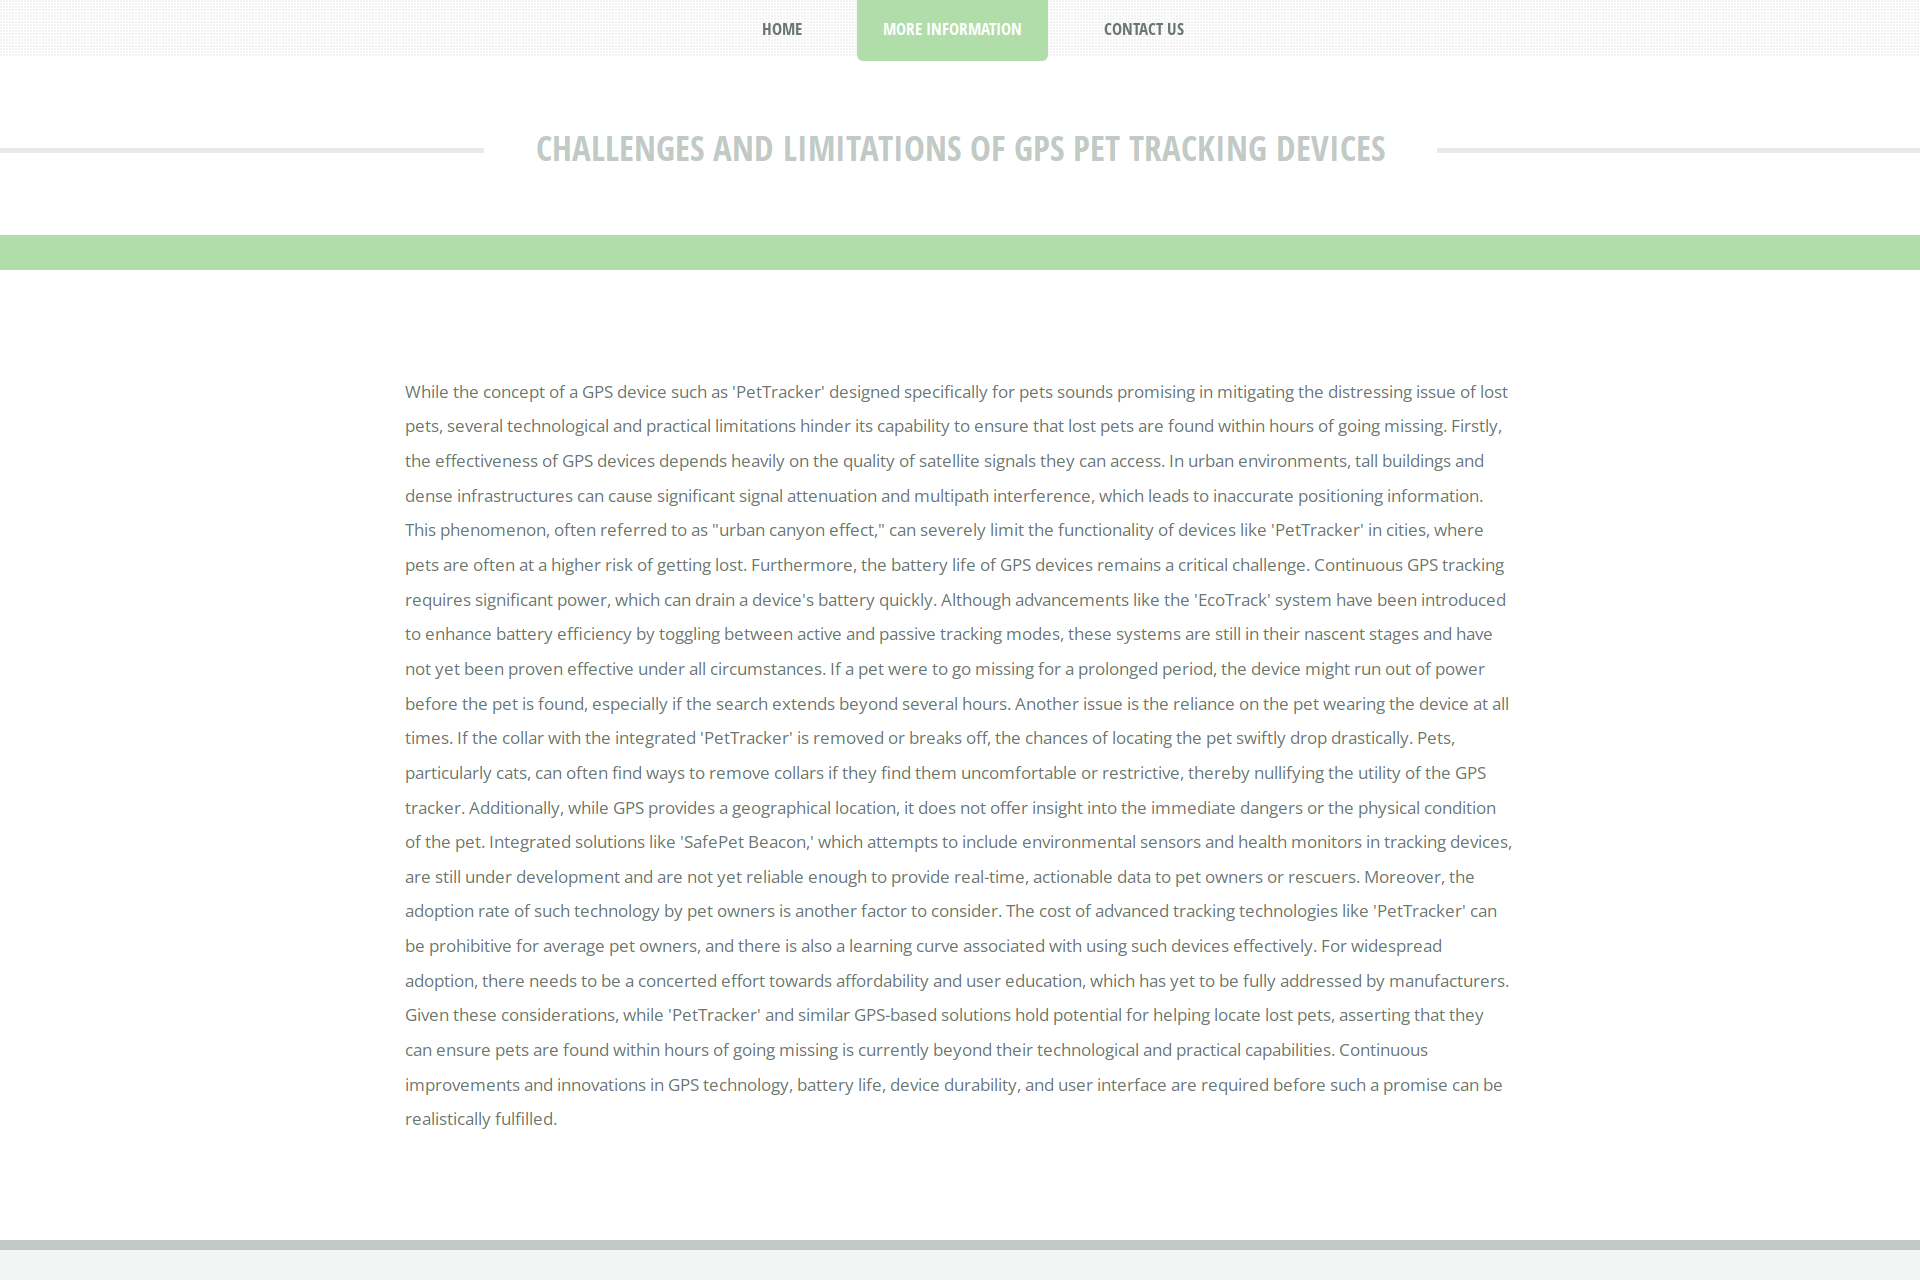 HOME
MORE INFORMATION
CONTACT US
CHALLENGES AND LIMITATIONS OF GPS PET TRACKING DEVICES
While the concept of a GPS device such as 'PetTracker' designed specifically for pets sounds promising in mitigating the distressing issue of lost
pets, several technological and practical limitations hinder its capability to ensure that lost pets are found within hours of going missing. Firstly,
the effectiveness of GPS devices depends heavily on the quality of satellite signals they can access. In urban environments, tall buildings and
dense infrastructures can cause significant signal attenuation and multipath interference, which leads to inaccurate positioning information.
This phenomenon, often referred to as "urban canyon effect," can severely limit the functionality of devices like 'PetTracker' in cities, where
pets are often at a higher risk of getting lost. Furthermore, the battery life of GPS devices remains a critical challenge. Continuous GPS tracking
requires significant power, which can drain a device's battery quickly. Although advancements like the 'EcoTrack' system have been introduced
to enhance battery efficiency by toggling between active and passive tracking modes, these systems are still in their nascent stages and have
not yet been proven effective under all circumstances. If a pet were to go missing for a prolonged period, the device might run out of power
before the pet is found, especially if the search extends beyond several hours. Another issue is the reliance on the pet wearing the device at all
times. If the collar with the integrated 'PetTracker' is removed or breaks off, the chances of locating the pet swiftly drop drastically. Pets,
particularly cats, can often find ways to remove collars if they find them uncomfortable or restrictive, thereby nullifying the utility of the GPS
tracker. Additionally, while GPS provides a geographical location, it does not offer insight into the immediate dangers or the physical condition
of the pet. Integrated solutions like 'SafePet Beacon,' which attempts to include environmental sensors and health monitors in tracking devices,
are still under development and are not yet reliable enough to provide real-time, actionable data to pet owners or rescuers. Moreover, the
adoption rate of such technology by pet owners is another factor to consider. The cost of advanced tracking technologies like 'PetTracker' can
be prohibitive for average pet owners, and there is also a learning curve associated with using such devices effectively. For widespread
adoption, there needs to be a concerted effort towards affordability and user education, which has yet to be fully addressed by manufacturers.
Given these considerations, while 'PetTracker' and similar GPS-based solutions hold potential for helping locate lost pets, asserting that they
can ensure pets are found within hours of going missing is currently beyond their technological and practical capabilities. Continuous
improvements and innovations in GPS technology, battery life, device durability, and user interface are required before such a promise can be
realistically fulfilled.